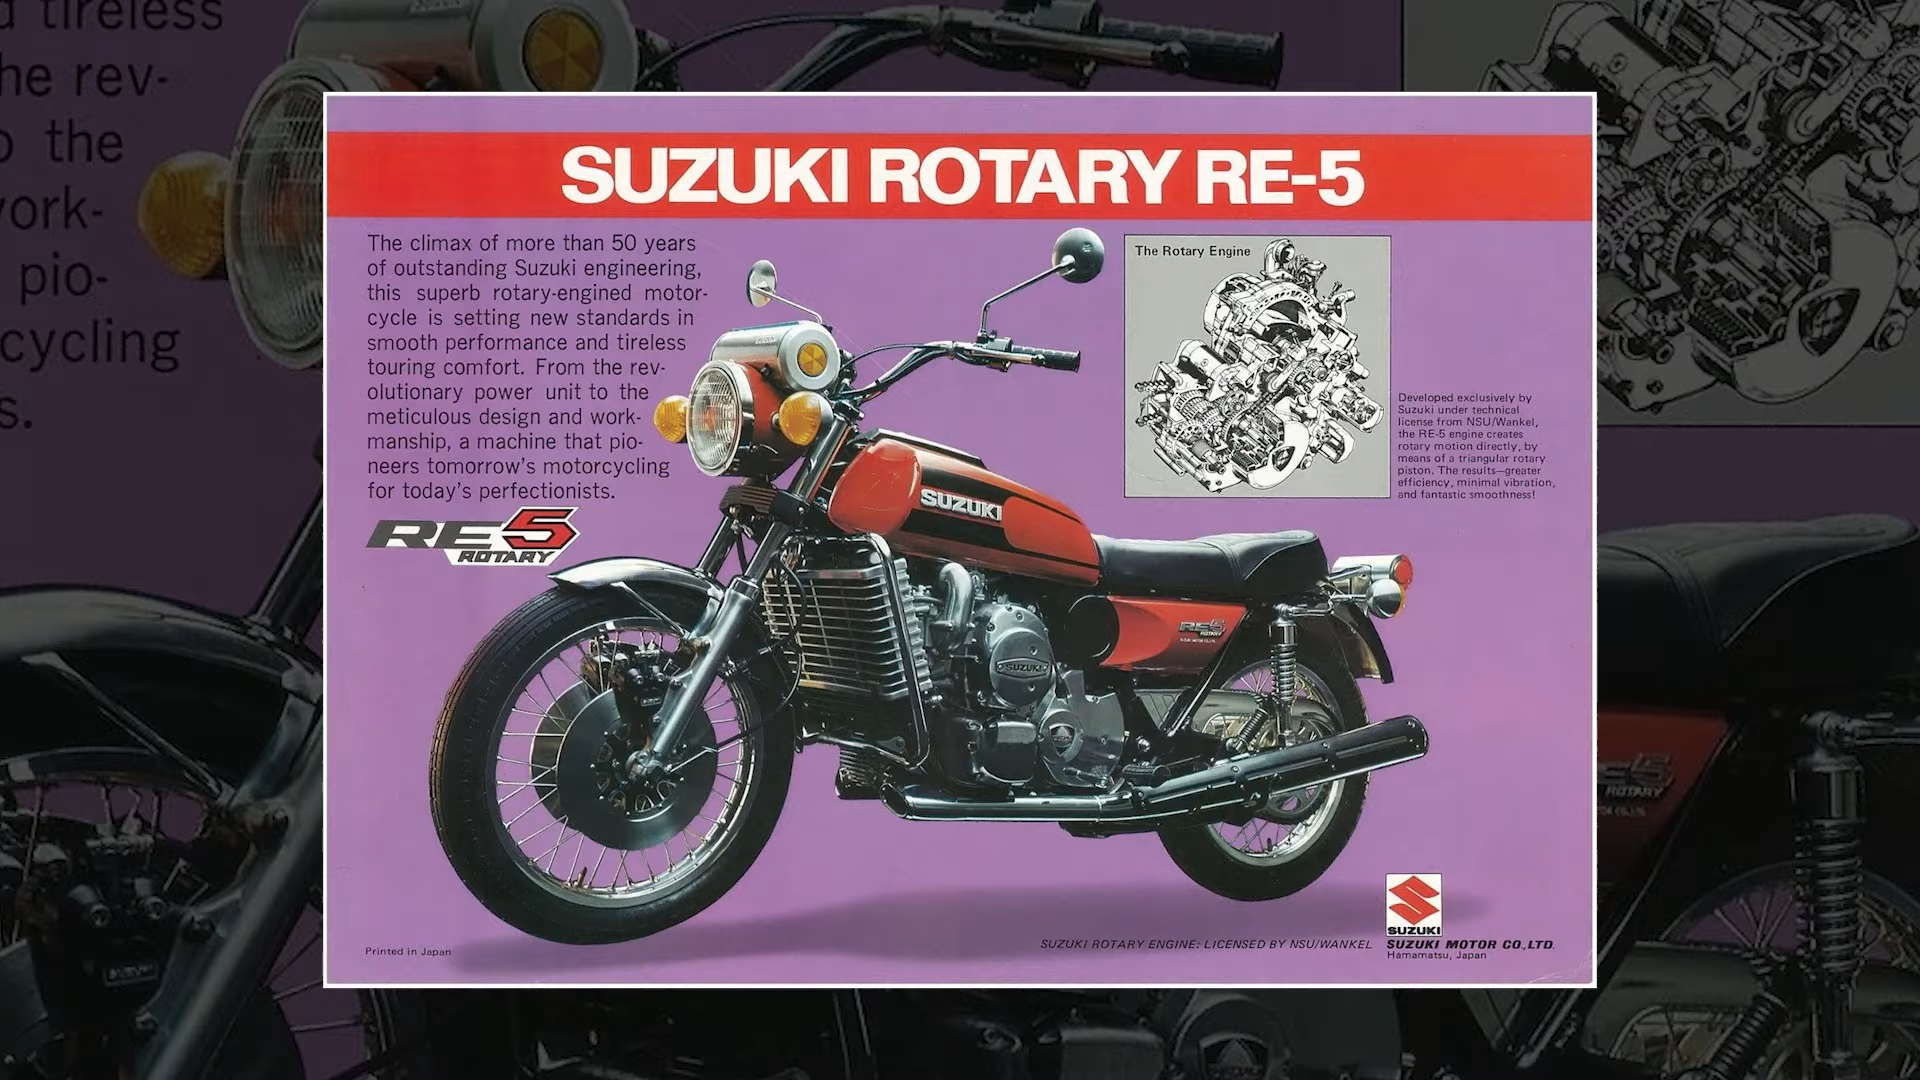 SUZUKI ROTARY RE-5
The climax of more than 50 years
of outstanding Suzuki engineering,
this superb rotary-engined motor-
cycle is setting new standards in
smooth performance and tireless
touring comfort. From the rev-
olutionary power unit to the
meticulous design and work-
manship, a machine that pio-
neers tomorrow's motorcycling
for today's perfectionists.
RE5
ROTARY
The Rotary Engine
Developed exclusively by
Suzuki under technical
license from NSU/Wankel,
the RE-5 engine creates
rotary motion directly, by
means of a triangular rotary
piston. The results—greater
efficiency, minimal vibration,
and fantastic smoothness!
SUZUKI
SUZUKI
RE5
ROTARY
Printed in Japan
SUZUKI ROTARY ENGINE: LICENSED BY NSU/WANKEL
SUZUKI
SUZUKI MOTOR CO.,LTD.
Hamamatsu, Japan
tireless
he rev-
the
work-
pio-
cycling
s.